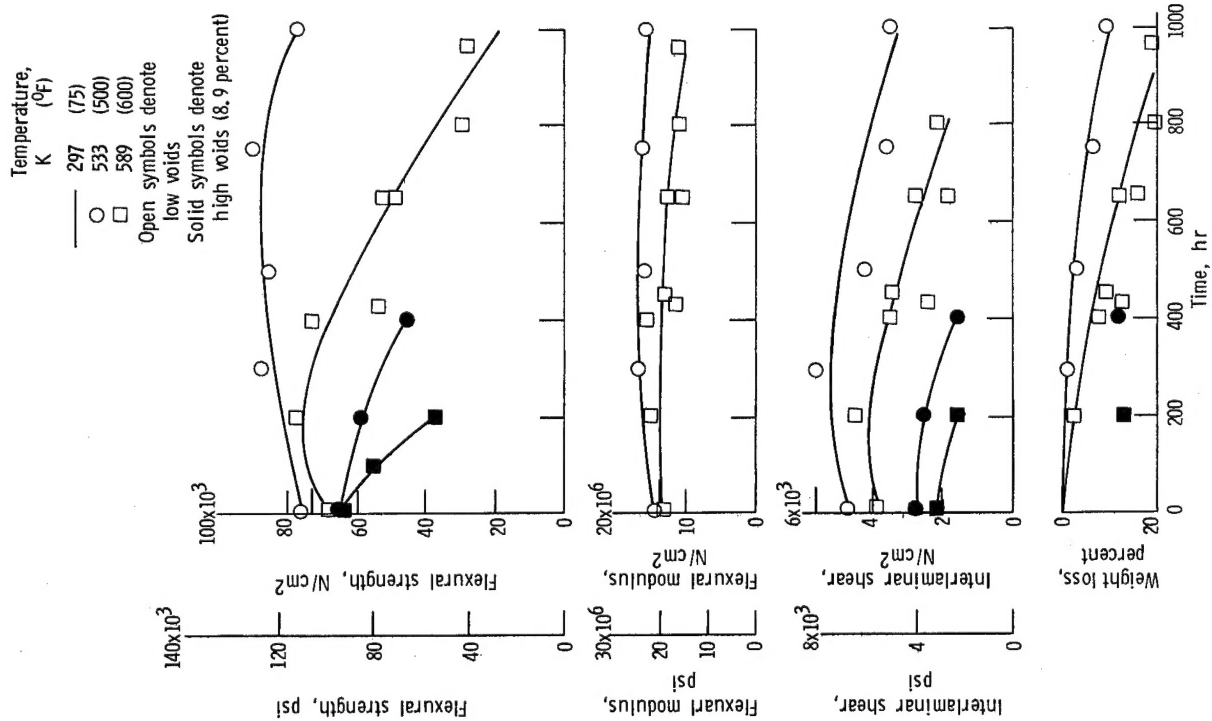 Temperature,
K (°F)
297 (75)
533 (500)
589 (600)
Open symbols denote
low voids
Solid symbols denote
high voids (8.9 percent)
140x10³
120
80
40
0
Flexural strength, psi
100x10³
80
60
40
20
0
Flexural strength,
N/cm²
30x10⁶
20
10
0
Flexuarl modulus,
psi
20x10⁶
10
0
Flexural modulus,
N/cm²
8x10³
4
0
Interlaminar shear,
psi
6x10³
4
2
0
Interlaminar shear,
N/cm²
0
10
20
Weight loss,
percent
0 200 400 600 800 1000
Time, hr